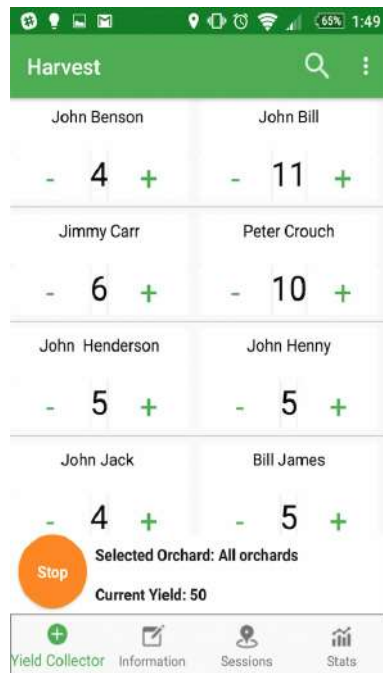 65% 1:49
Harvest
John Benson
John Bill
- 4 +
- 11 +
Jimmy Carr
Peter Crouch
- 6 +
- 10 +
John Henderson
John Henny
- 5 +
- 5 +
John Jack
Bill James
- 4 +
- 5 +
Stop
Selected Orchard: All orchards
Current Yield: 50
Yield Collector
Information
Sessions
Stats